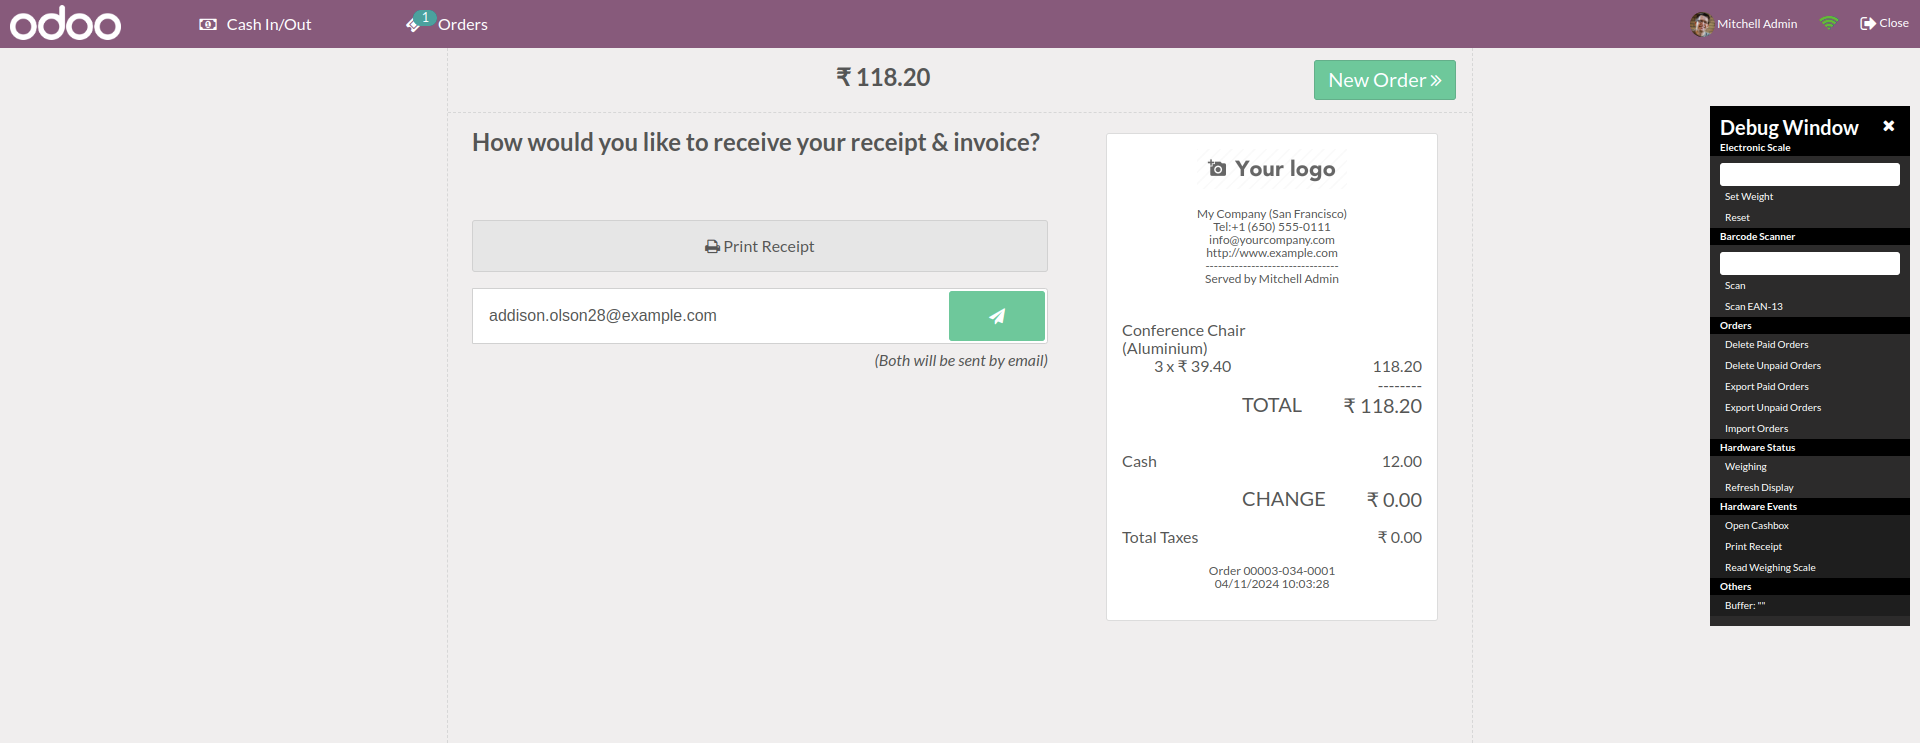 odoo
Cash In/Out
1
Orders
Mitchell Admin
Close
₹ 118.20
New Order
How would you like to receive your receipt & invoice?
Print Receipt
addison.olson28@example.com
(Both will be sent by email)
Your logo
My Company (San Francisco)
Tel:+1 (650) 555-0111
info@yourcompany.com
http://www.example.com
--------------------------------
Served by Mitchell Admin
Conference Chair
(Aluminium)
3 x ₹ 39.40 118.20
--------
TOTAL ₹ 118.20
Cash 12.00
CHANGE ₹ 0.00
Total Taxes ₹ 0.00
Order 00003-034-0001
04/11/2024 10:03:28
Debug Window
Electronic Scale
Set Weight
Reset
Barcode Scanner
Scan
Scan EAN-13
Orders
Delete Paid Orders
Delete Unpaid Orders
Export Paid Orders
Export Unpaid Orders
Import Orders
Hardware Status
Weighing
Refresh Display
Hardware Events
Open Cashbox
Print Receipt
Read Weighing Scale
Others
Buffer: ""